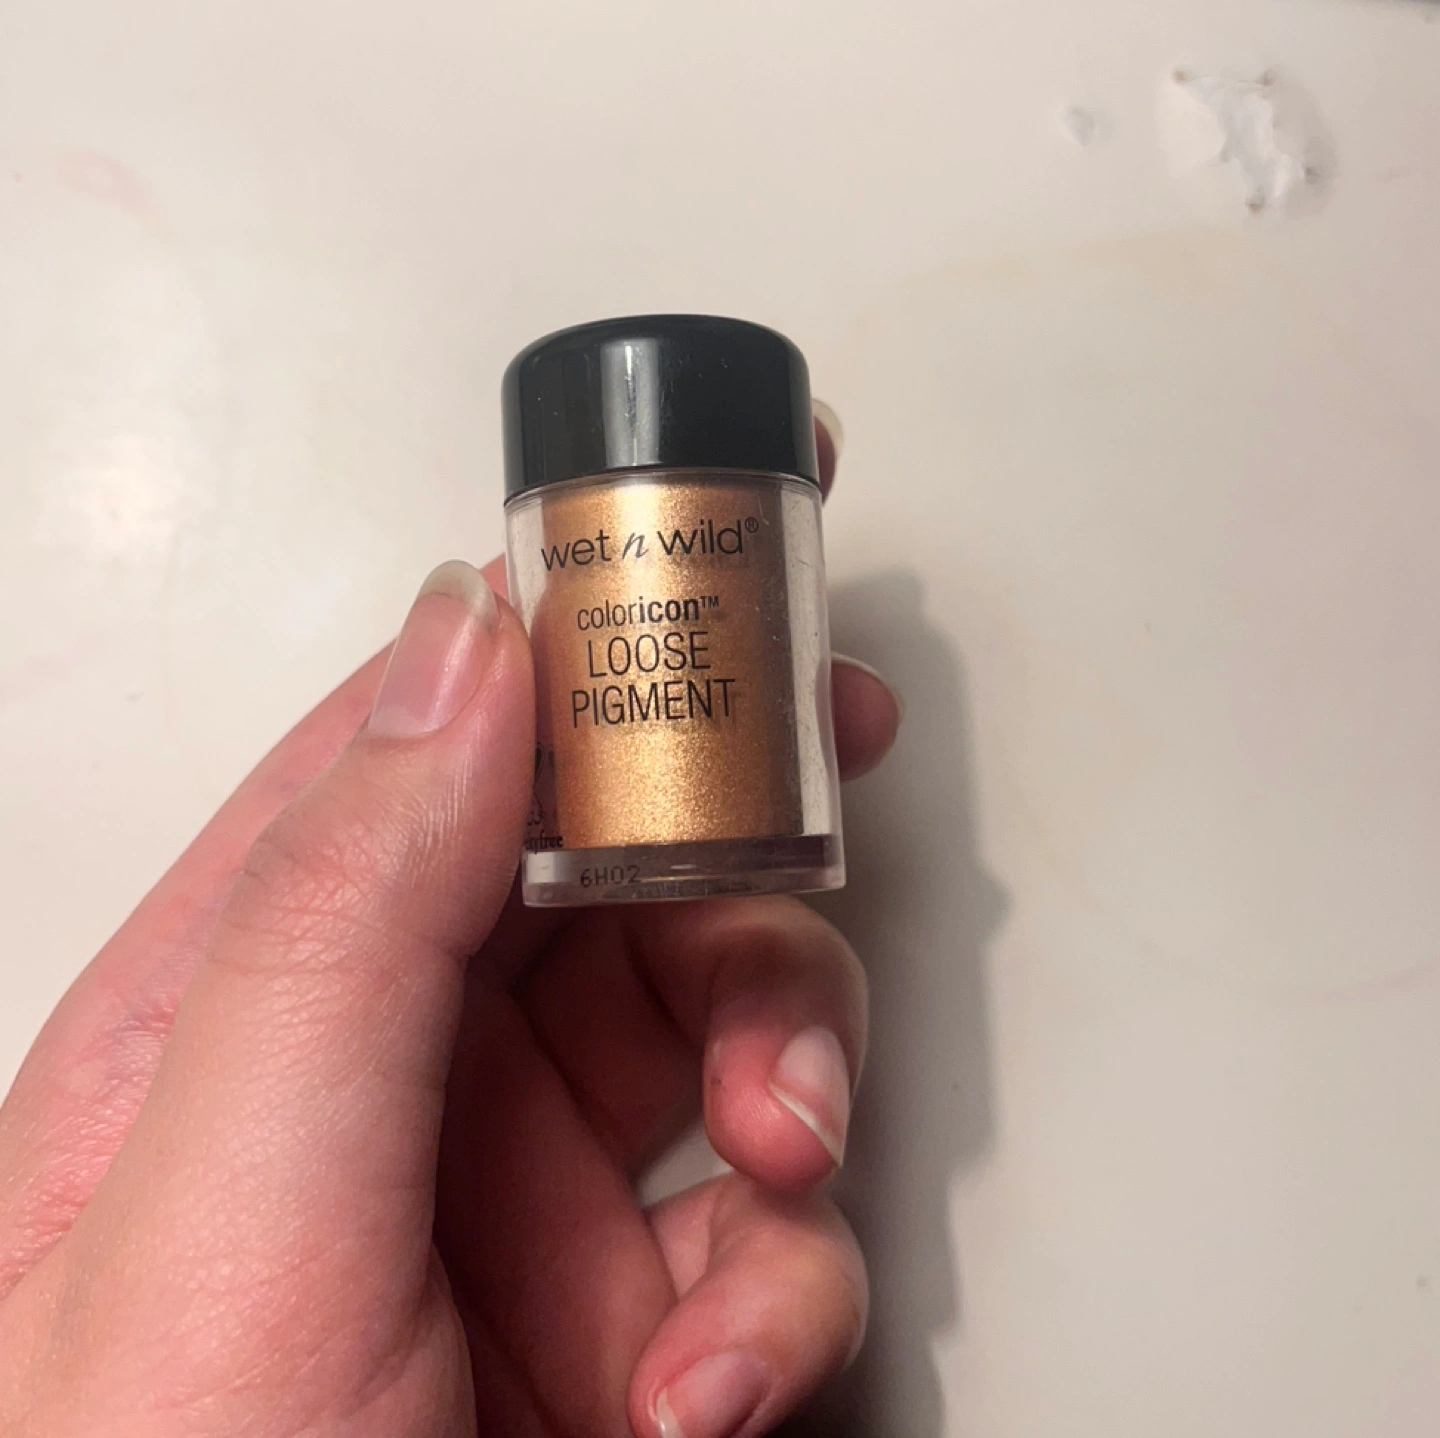 wet n wild®
coloricon™
LOOSE
PIGMENT
6H02